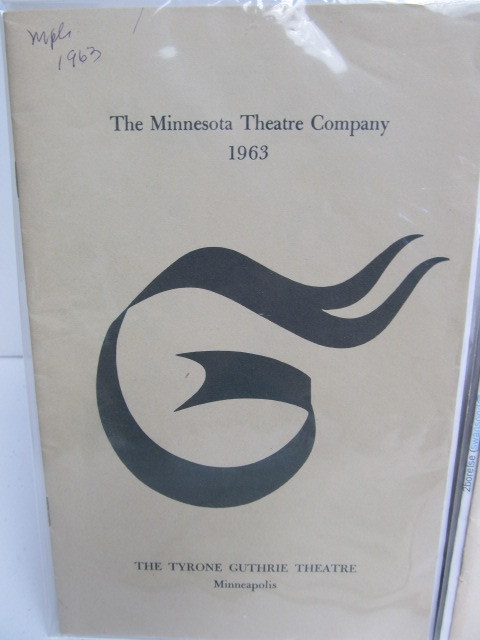 mpls
1963
The Minnesota Theatre Company
1963
THE TYRONE GUTHRIE THEATRE
Minneapolis